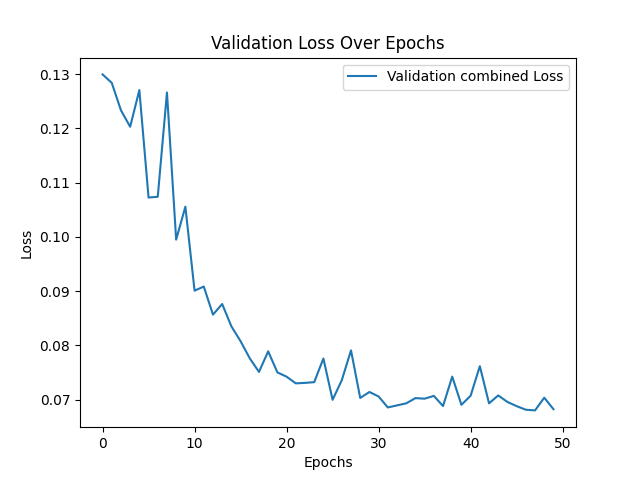 Validation Loss Over Epochs
Validation combined Loss
0.13
0.12
0.11
0.10
0.09
0.08
0.07
Loss
0 10 20 30 40 50
Epochs